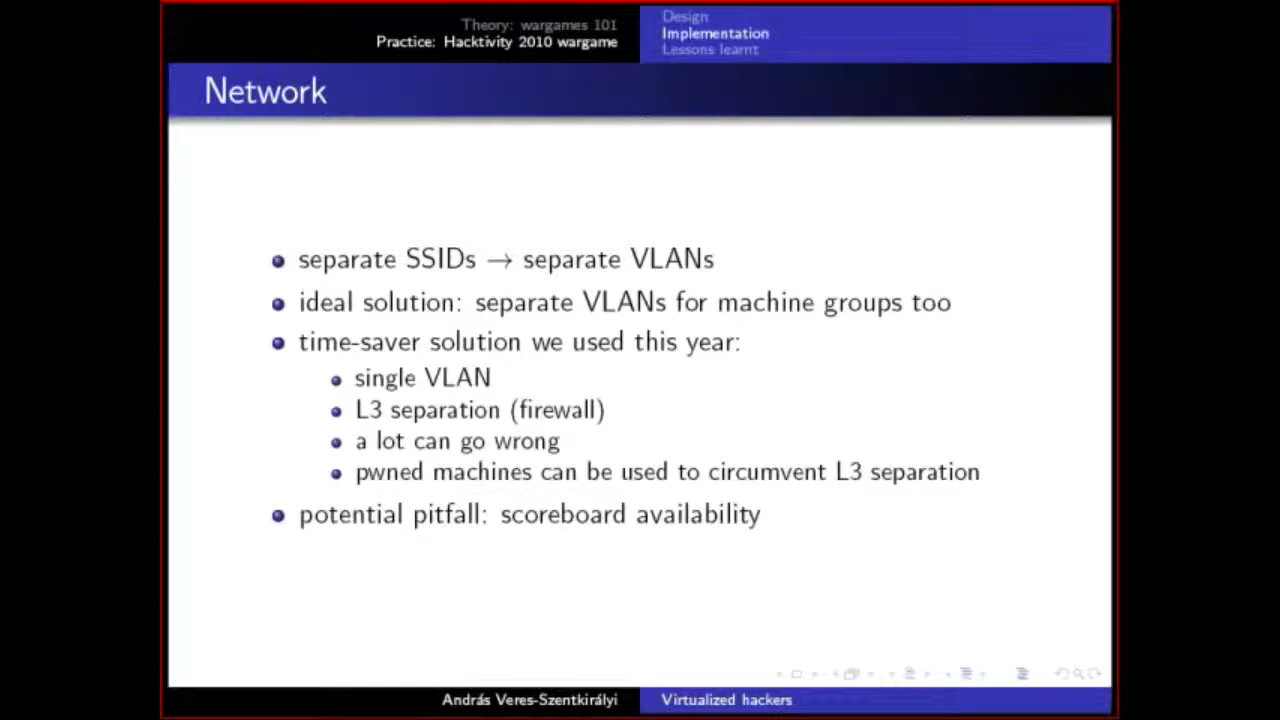 Theory: wargames 101
Practice: Hacktivity 2010 wargame
Design
Implementation
Lessons learnt
Network
separate SSIDs → separate VLANs
ideal solution: separate VLANs for machine groups too
time-saver solution we used this year:
single VLAN
L3 separation (firewall)
a lot can go wrong
pwned machines can be used to circumvent L3 separation
potential pitfall: scoreboard availability
András Veres-Szentkirályi
Virtualized hackers